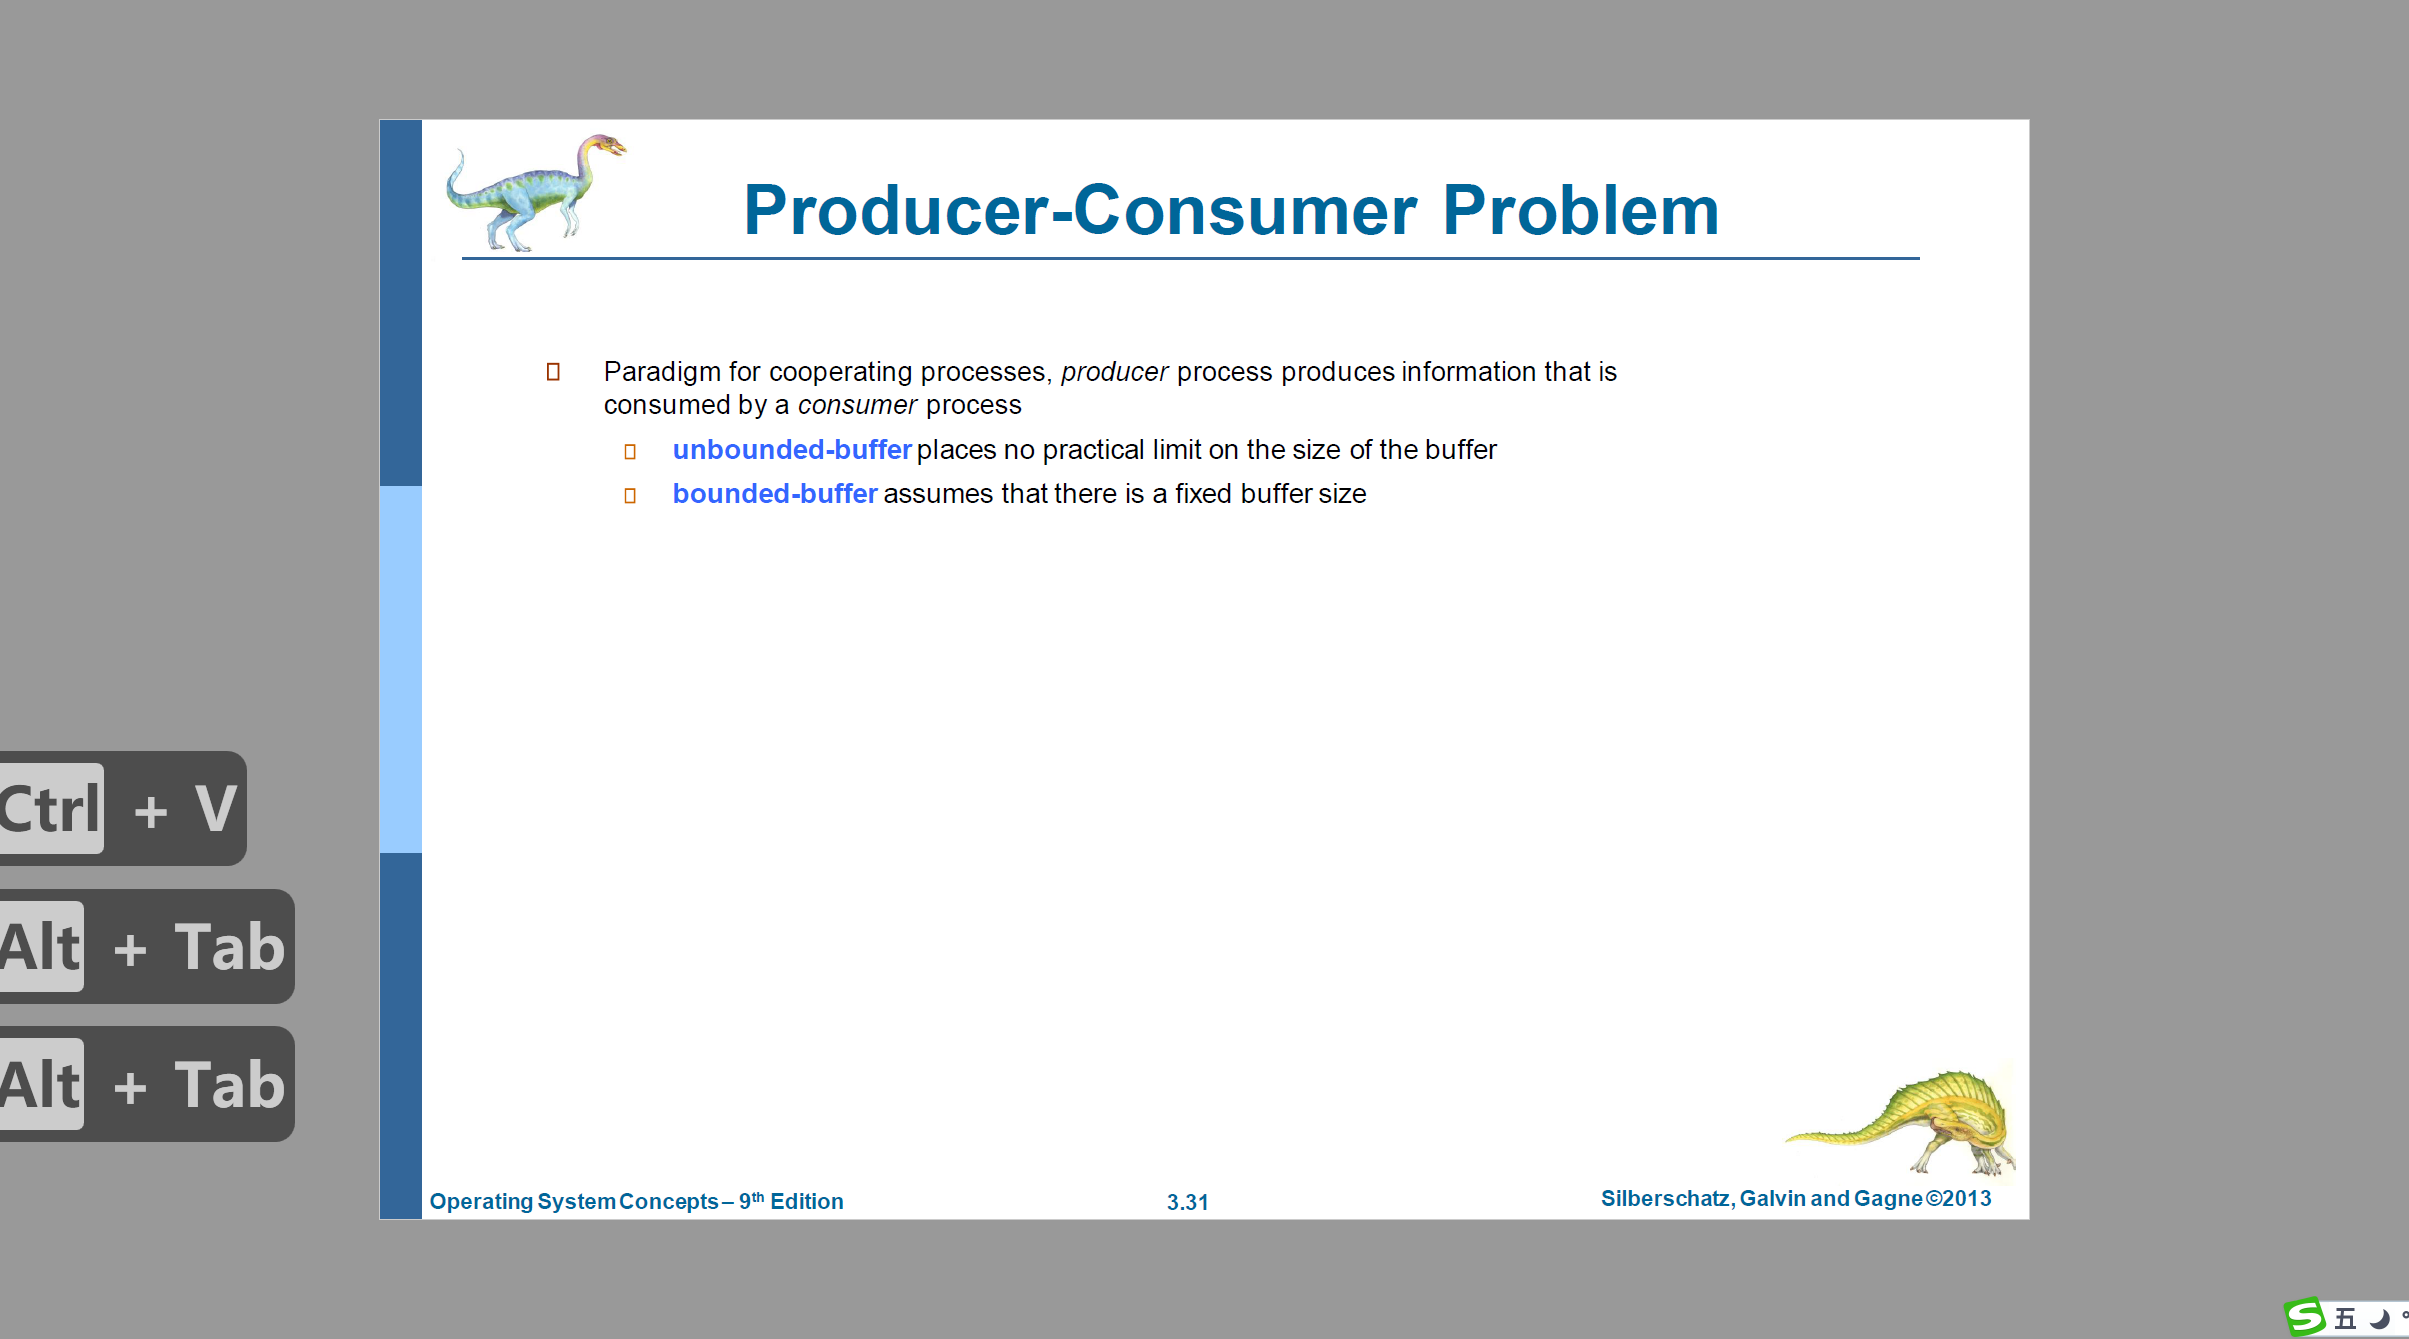 Producer-Consumer Problem
Paradigm for cooperating processes, producer process produces information that is
consumed by a consumer process
unbounded-buffer places no practical limit on the size of the buffer
bounded-buffer assumes that there is a fixed buffer size
Ctrl + V
Alt + Tab
Alt + Tab
Operating System Concepts – 9th Edition
3.31
Silberschatz, Galvin and Gagne ©2013
S 五